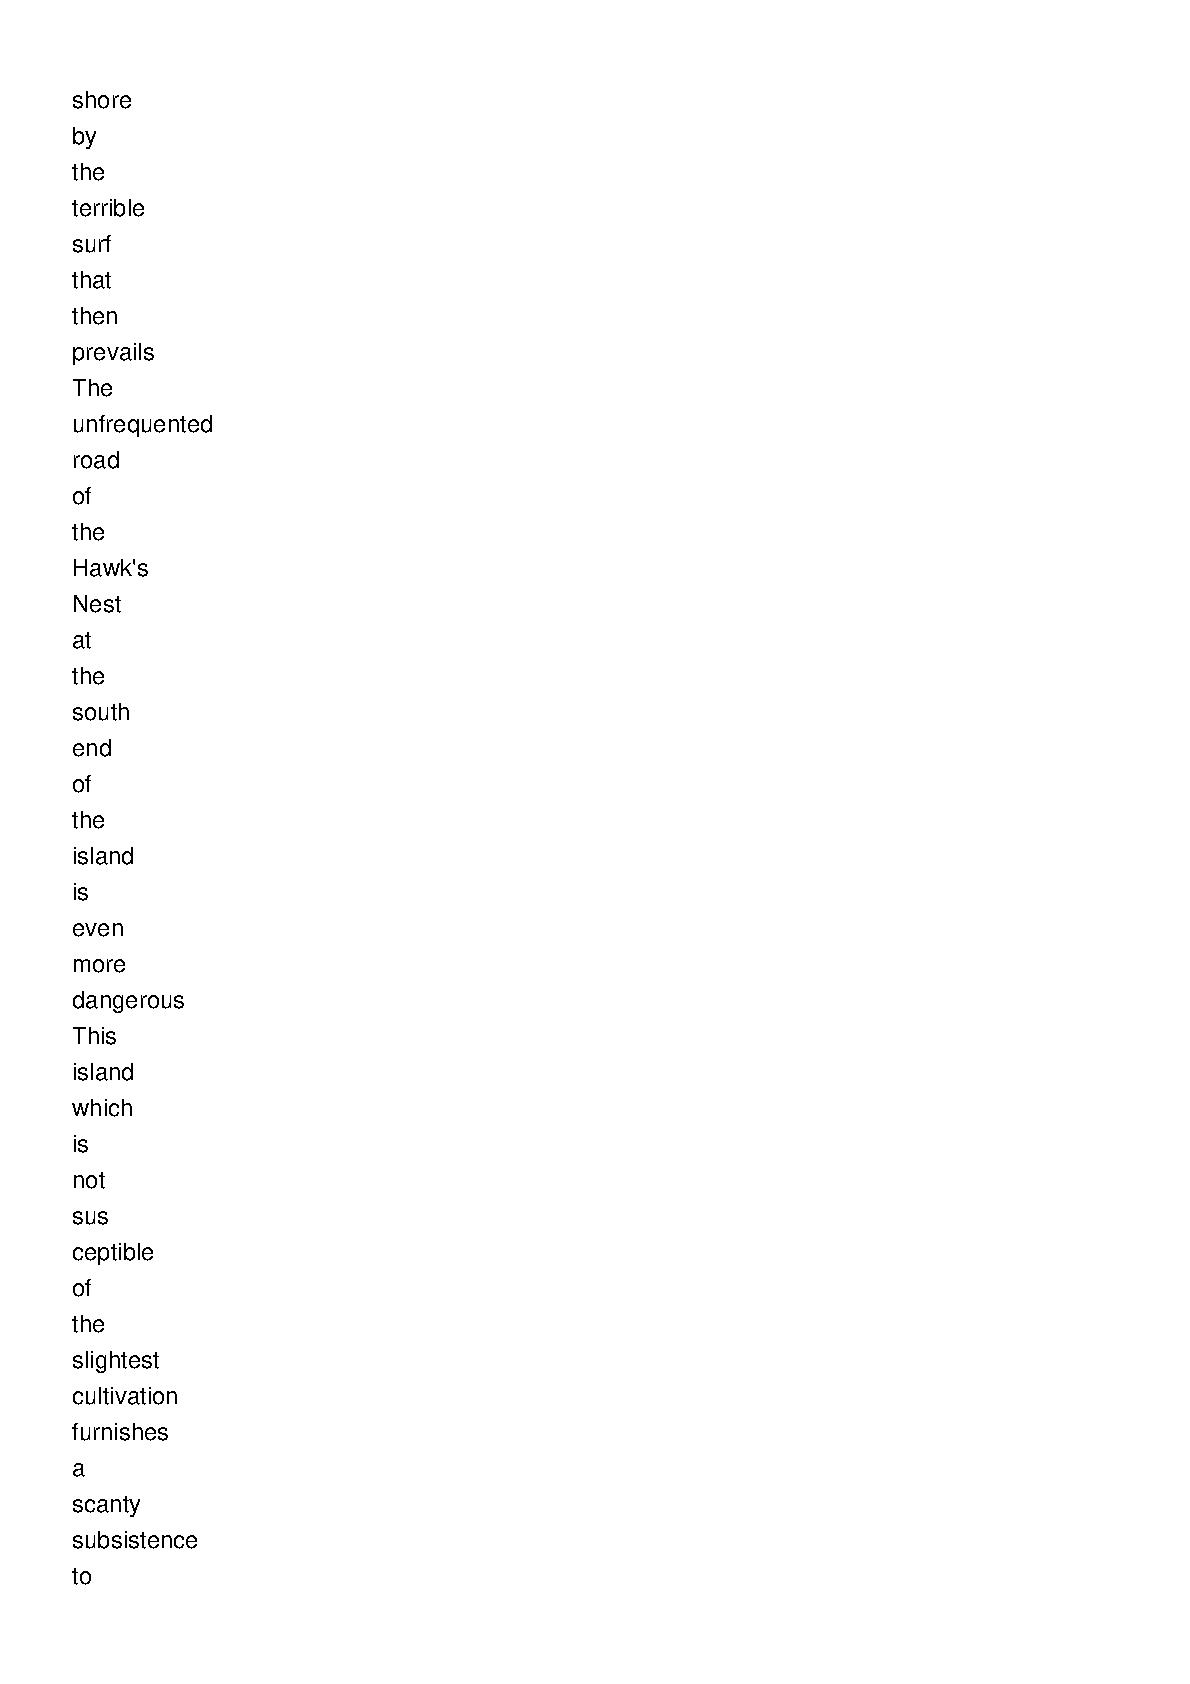 shore
by
the
terrible
surf
that
then
prevails
The
unfrequented
road
of
the
Hawk's
Nest
at
the
south
end
of
the
island
is
even
more
dangerous
This
island
which
is
not
sus
ceptible
of
the
slightest
cultivation
furnishes
a
scanty
subsistence
to